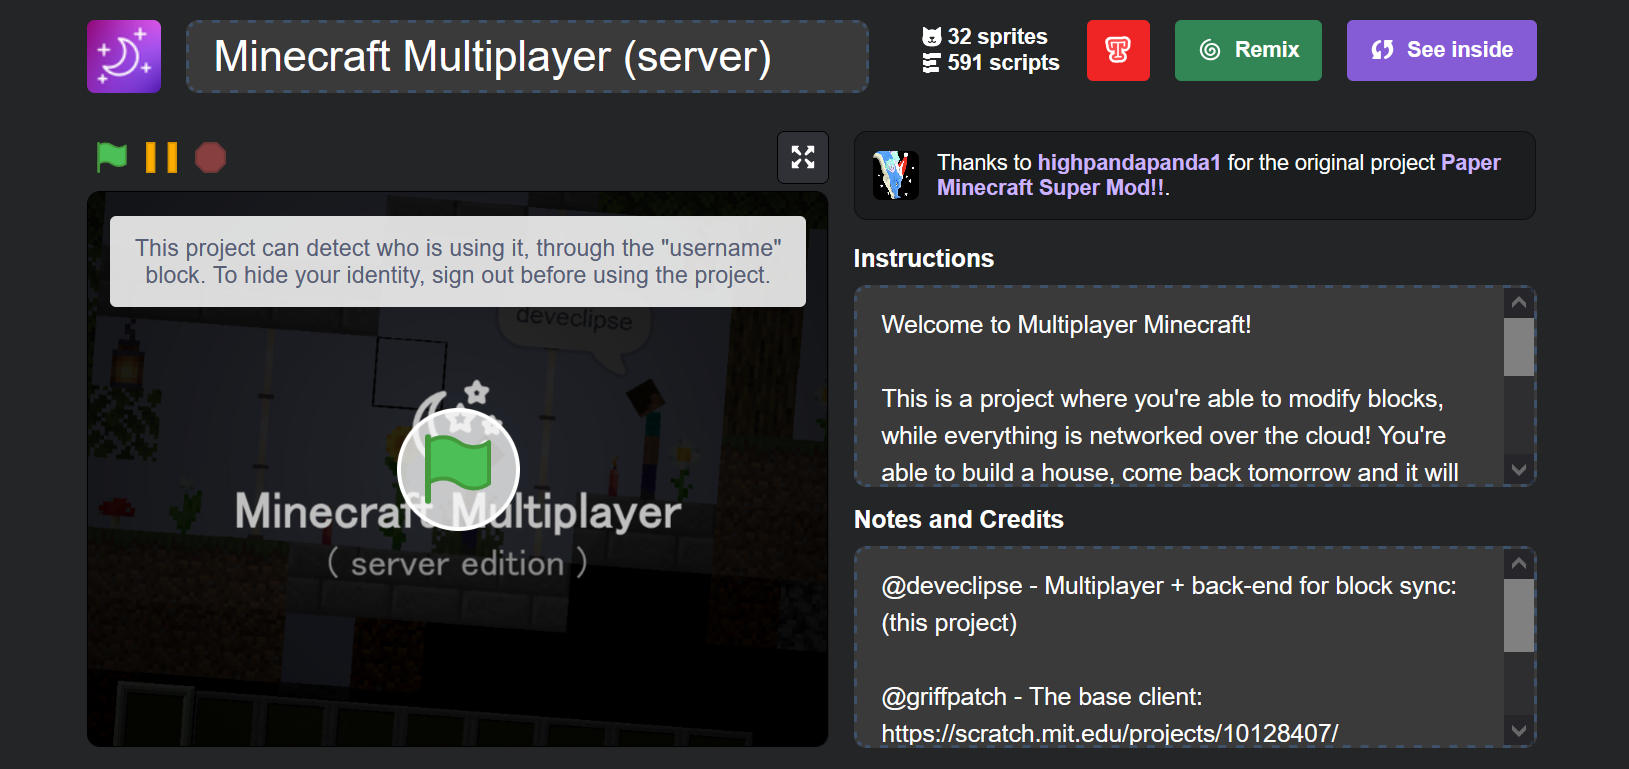 Minecraft Multiplayer (server)
32 sprites
591 scripts
Remix
See inside
This project can detect who is using it, through the "username"
block. To hide your identity, sign out before using the project.
deveclipse
Minecraft Multiplayer
( server edition )
Thanks to highpandapanda1 for the original project Paper
Minecraft Super Mod!!.
Instructions
Welcome to Multiplayer Minecraft!
This is a project where you're able to modify blocks,
while everything is networked over the cloud! You're
able to build a house, come back tomorrow and it will
Notes and Credits
@deveclipse - Multiplayer + back-end for block sync:
(this project)
@griffpatch - The base client:
https://scratch.mit.edu/projects/10128407/